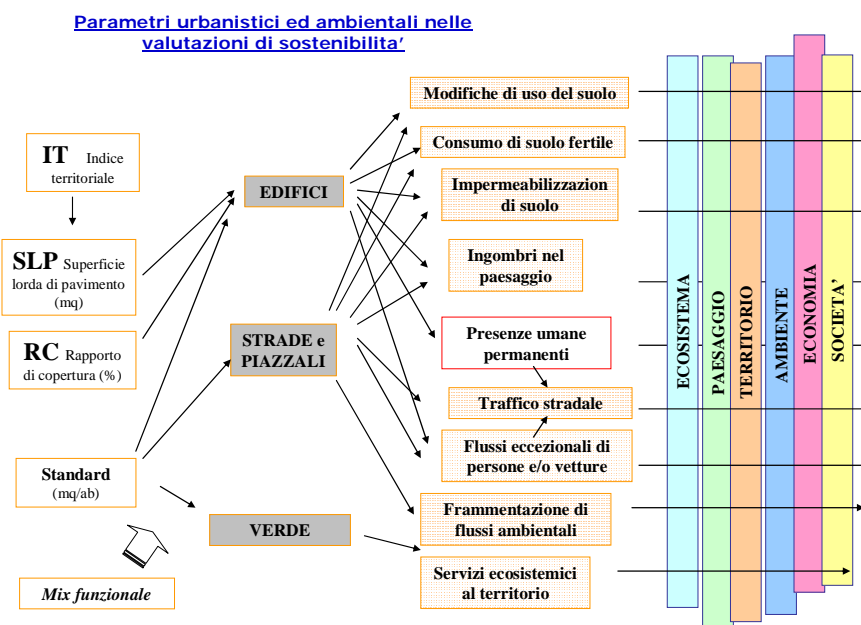 Parametri urbanistici ed ambientali nelle
valutazioni di sostenibilita’
IT Indice
territoriale
SLP Superficie
lorda di pavimento
(mq)
RC Rapporto
di copertura (%)
Standard
(mq/ab)
Mix funzionale
EDIFICI
STRADE e
PIAZZALI
VERDE
Modifiche di uso del suolo
Consumo di suolo fertile
Impermeabilizzazion
di suolo
Ingombri nel
paesaggio
Presenze umane
permanenti
Traffico stradale
Flussi eccezionali di
persone e/o vetture
Frammentazione di
flussi ambientali
Servizi ecosistemici
al territorio
ECOSISTEMA
PAESAGGIO
TERRITORIO
AMBIENTE
ECONOMIA
SOCIETA’